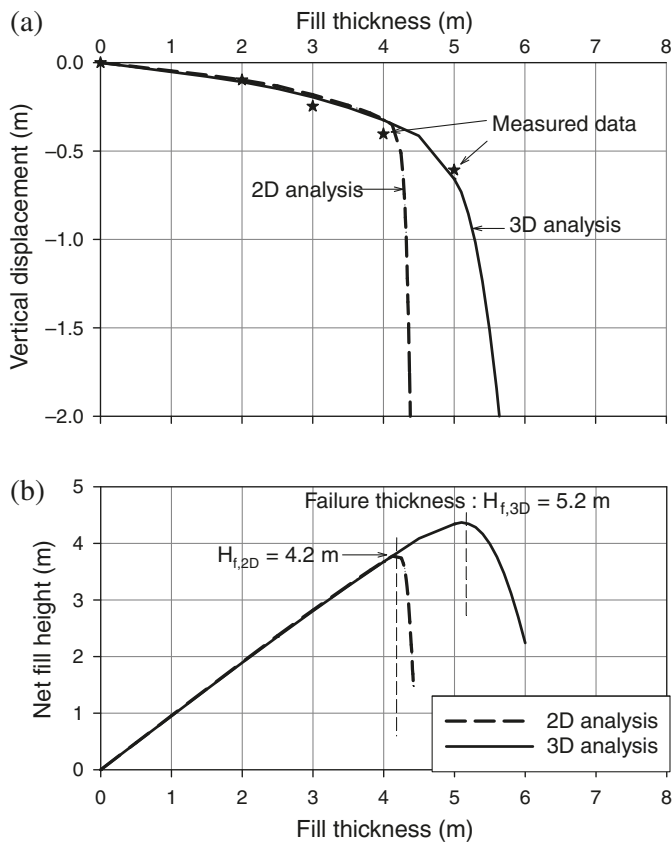 (a)
Fill thickness (m)
0 1 2 3 4 5 6 7 8
0.0
−0.5
−1.0
−1.5
−2.0
Vertical displacement (m)
Measured data
2D analysis
3D analysis
(b)
5
4
3
2
1
0
Net fill height (m)
Failure thickness : Hf,3D = 5.2 m
Hf,2D = 4.2 m
2D analysis
3D analysis
0 1 2 3 4 5 6 7 8
Fill thickness (m)